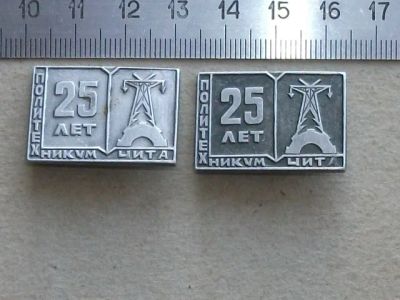 10 11 12 13 14 15 16 17
25
ЛЕТ
ПОЛИТЕХ
НИКУМ ЧИТА
25
ЛЕТ
ПОЛИТЕХ
НИКУМ ЧИТА